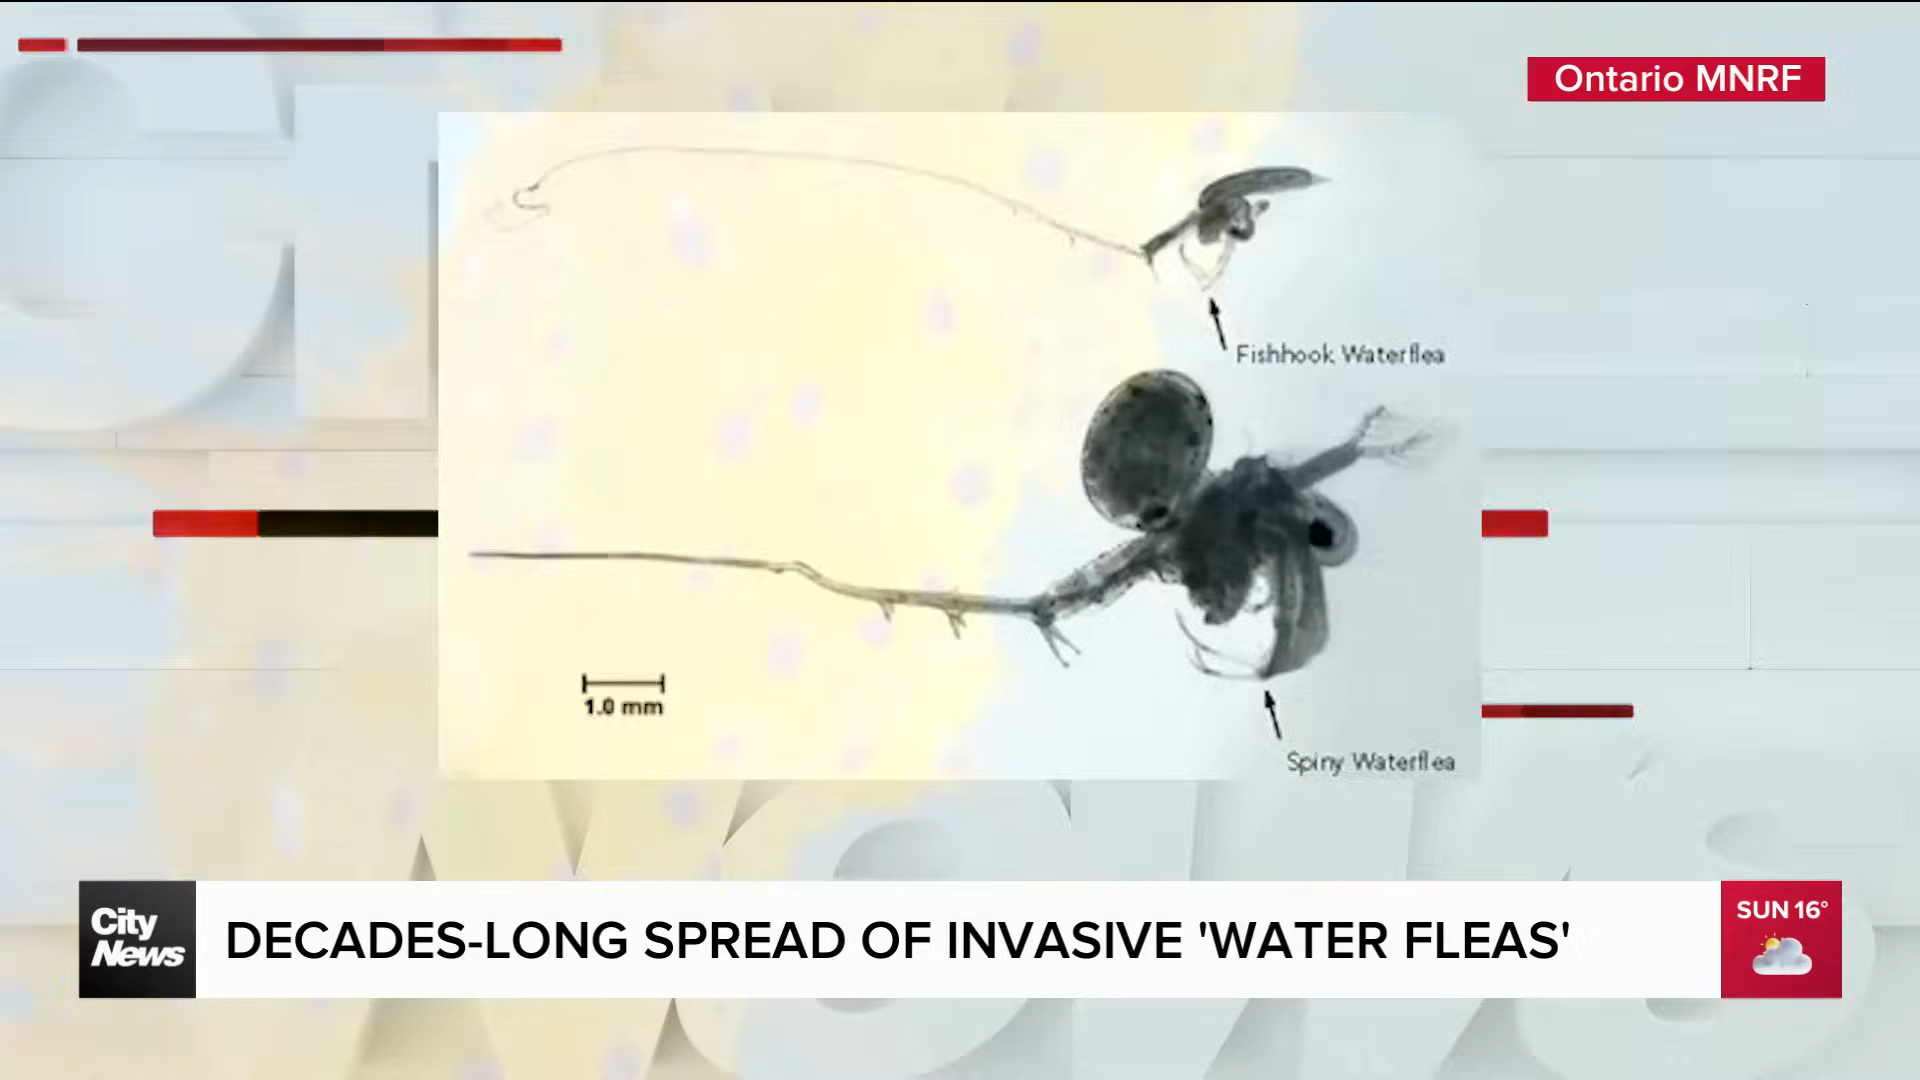 Ontario MNRF
Fishhook Waterflea
1.0 mm
Spiny Waterflea
City
News
DECADES-LONG SPREAD OF INVASIVE 'WATER FLEAS'
SUN 16°